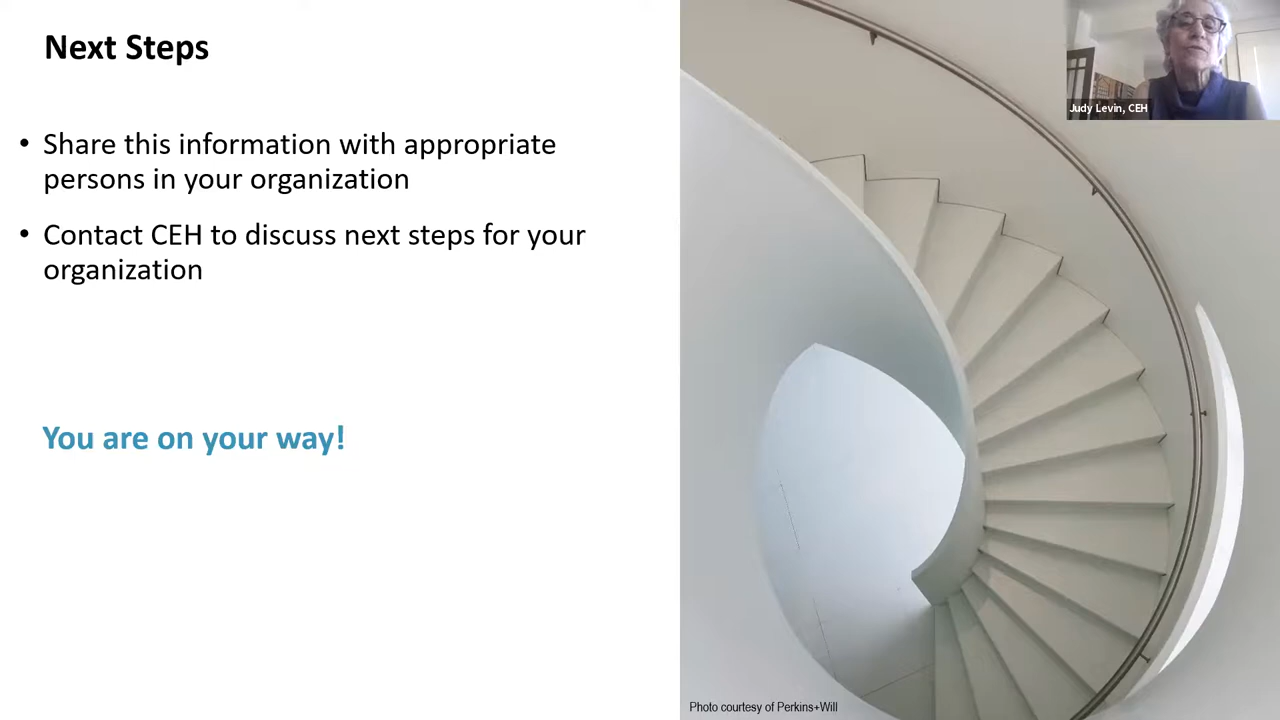 Next Steps
• Share this information with appropriate
persons in your organization
• Contact CEH to discuss next steps for your
organization
You are on your way!
Judy Levin, CEH
Photo courtesy of Perkins+Will